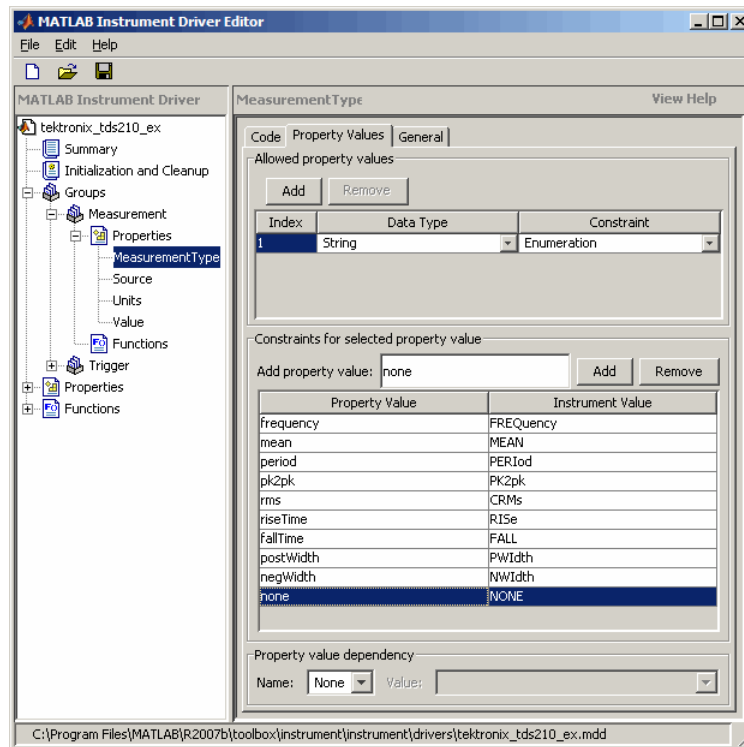 MATLAB Instrument Driver Editor
File Edit Help
MATLAB Instrument Driver
MeasurementType View Help
tektronix_tds210_ex
Summary
Initialization and Cleanup
Groups
Measurement
Properties
MeasurementType
Source
Units
Value
Functions
Trigger
Properties
Functions
Code Property Values General
Allowed property values
Add Remove
Index Data Type Constraint
1 String Enumeration
Constraints for selected property value
Add property value: none Add Remove
Property Value Instrument Value
frequency FREQuency
mean MEAN
period PERIod
pk2pk PK2pk
rms CRMs
riseTime RISe
fallTime FALL
postWidth PWIdth
negWidth NWIdth
none NONE
Property value dependency
Name: None Value:
C:\Program Files\MATLAB\R2007b\toolbox\instrument\instrument\drivers\tektronix_tds210_ex.mdd